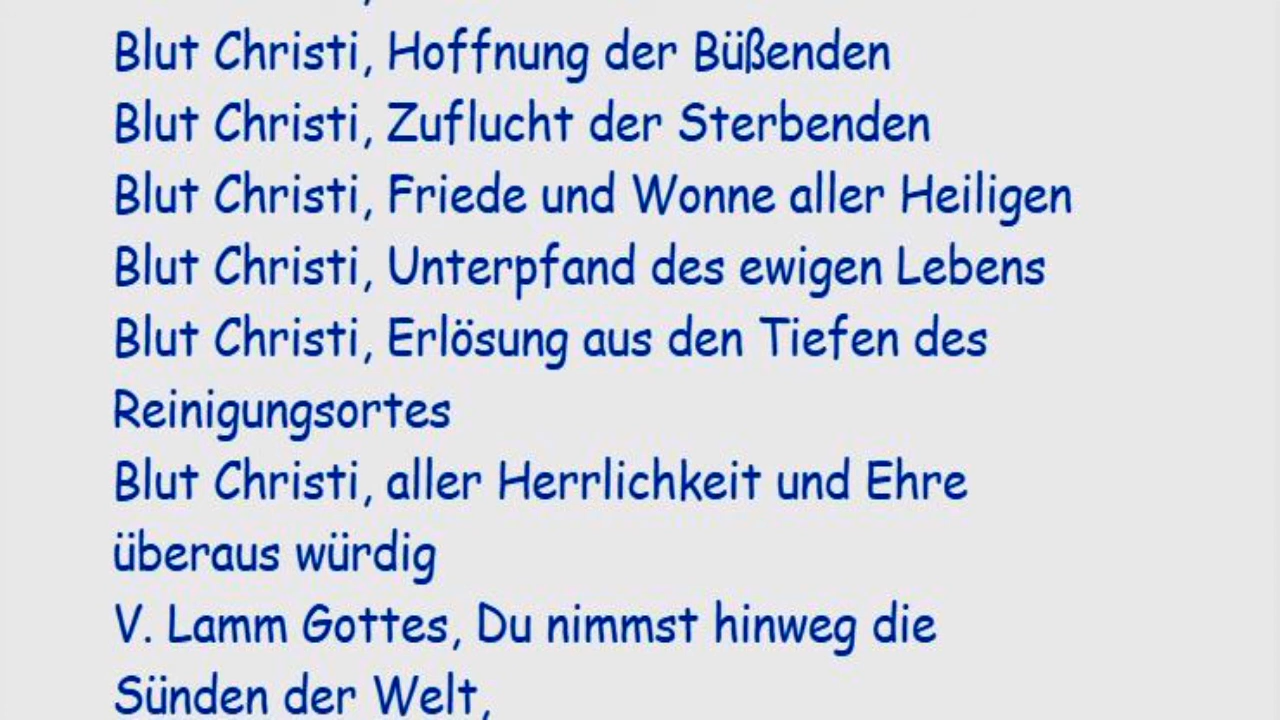 Blut Christi, Hoffnung der Büßenden
Blut Christi, Zuflucht der Sterbenden
Blut Christi, Friede und Wonne aller Heiligen
Blut Christi, Unterpfand des ewigen Lebens
Blut Christi, Erlösung aus den Tiefen des
Reinigungsortes
Blut Christi, aller Herrlichkeit und Ehre
überaus würdig
V. Lamm Gottes, Du nimmst hinweg die
Sünden der Welt,